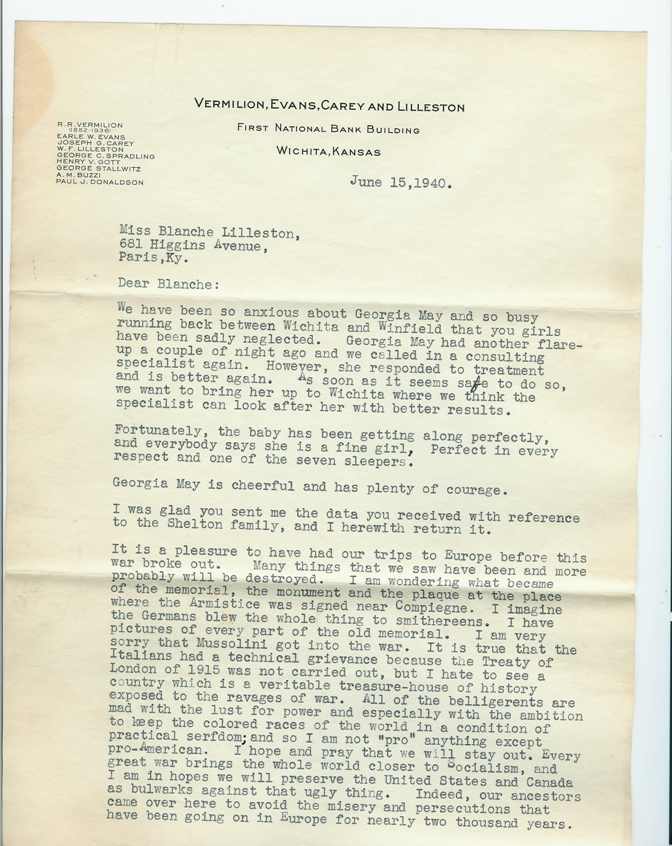 VERMILION, EVANS, CAREY AND LILLESTON
FIRST NATIONAL BANK BUILDING
WICHITA, KANSAS
R. R. VERMILION
(1882-1936)
EARLE W. EVANS
JOSEPH G. CAREY
W. F. LILLESTON
GEORGE C. SPRADLING
HENRY V. GOTT
GEORGE STALLWITZ
A. M. BUZZI
PAUL J. DONALDSON
June 15,1940.
Miss Blanche Lilleston,
681 Higgins Avenue,
Paris,Ky.
Dear Blanche:
We have been so anxious about Georgia May and so busy
running back between Wichita and Winfield that you girls
have been sadly neglected. Georgia May had another flare-
up a couple of night ago and we called in a consulting
specialist again. However, she responded to treatment
and is better again. As soon as it seems safe to do so,
we want to bring her up to Wichita where we think the
specialist can look after her with better results.
Fortunately, the baby has been getting along perfectly,
and everybody says she is a fine girl, Perfect in every
respect and one of the seven sleepers.
Georgia May is cheerful and has plenty of courage.
I was glad you sent me the data you received with reference
to the Shelton family, and I herewith return it.
It is a pleasure to have had our trips to Europe before this
war broke out. Many things that we saw have been and more
probably will be destroyed. I am wondering what became
of the memorial, the monument and the plaque at the place
where the Armistice was signed near Compiegne. I imagine
the Germans blew the whole thing to smithereens. I have
pictures of every part of the old memorial. I am very
sorry that Mussolini got into the war. It is true that the
Italians had a technical grievance because the Treaty of
London of 1915 was not carried out, but I hate to see a
country which is a veritable treasure-house of history
exposed to the ravages of war. All of the belligerents are
mad with the lust for power and especially with the ambition
to keep the colored races of the world in a condition of
practical serfdom;and so I am not "pro" anything except
pro-American. I hope and pray that we will stay out. Every
great war brings the whole world closer to Socialism, and
I am in hopes we will preserve the United States and Canada
as bulwarks against that ugly thing. Indeed, our ancestors
came over here to avoid the misery and persecutions that
have been going on in Europe for nearly two thousand years.